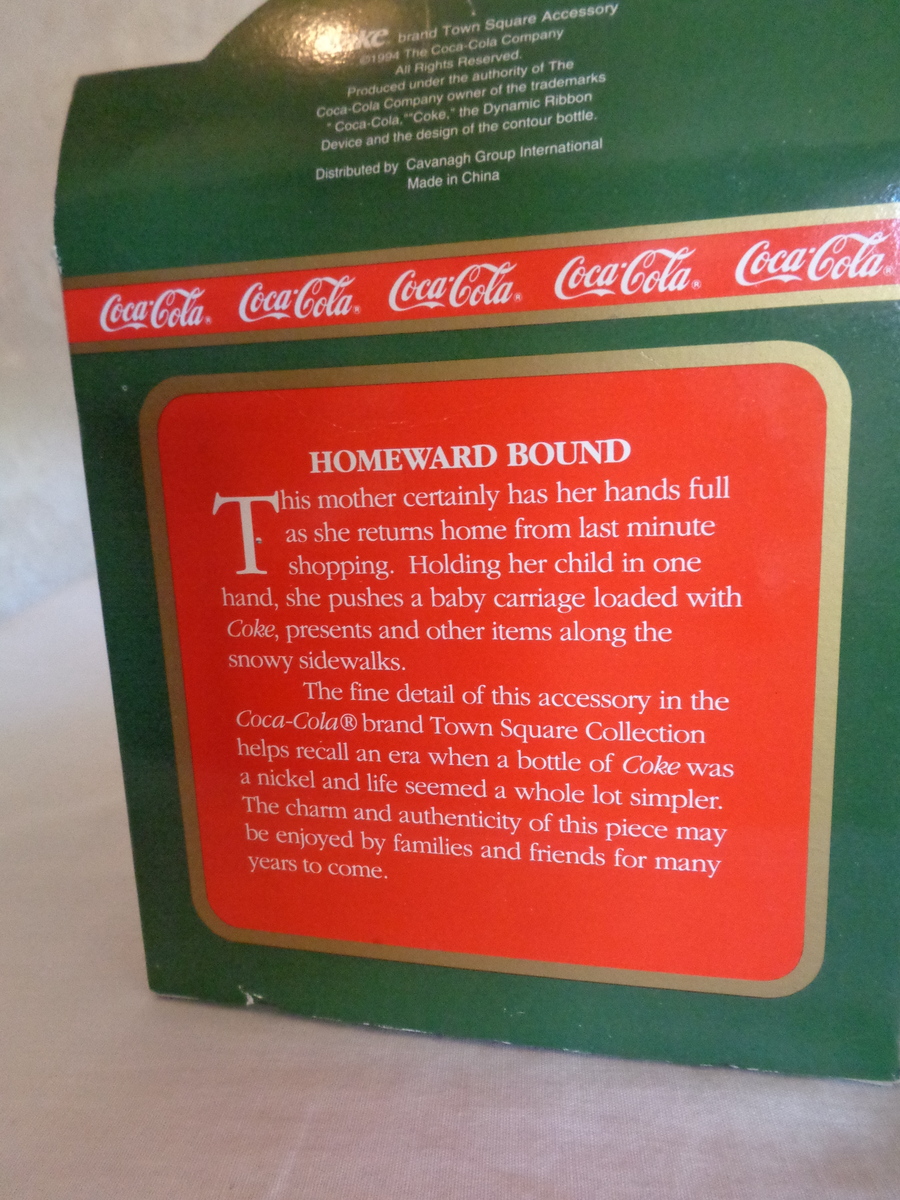 Coke brand Town Square Accessory
©1994 The Coca-Cola Company
All Rights Reserved.
Produced under the authority of The
Coca-Cola Company owner of the trademarks
"Coca-Cola,""Coke," the Dynamic Ribbon
Device and the design of the contour bottle.
Distributed by Cavanagh Group International
Made in China
Coca-Cola® Coca-Cola® Coca-Cola® Coca-Cola® Coca-Cola®
HOMEWARD BOUND
This mother certainly has her hands full
as she returns home from last minute
shopping. Holding her child in one
hand, she pushes a baby carriage loaded with
Coke, presents and other items along the
snowy sidewalks.
The fine detail of this accessory in the
Coca-Cola® brand Town Square Collection
helps recall an era when a bottle of Coke was
a nickel and life seemed a whole lot simpler.
The charm and authenticity of this piece may
be enjoyed by families and friends for many
years to come.